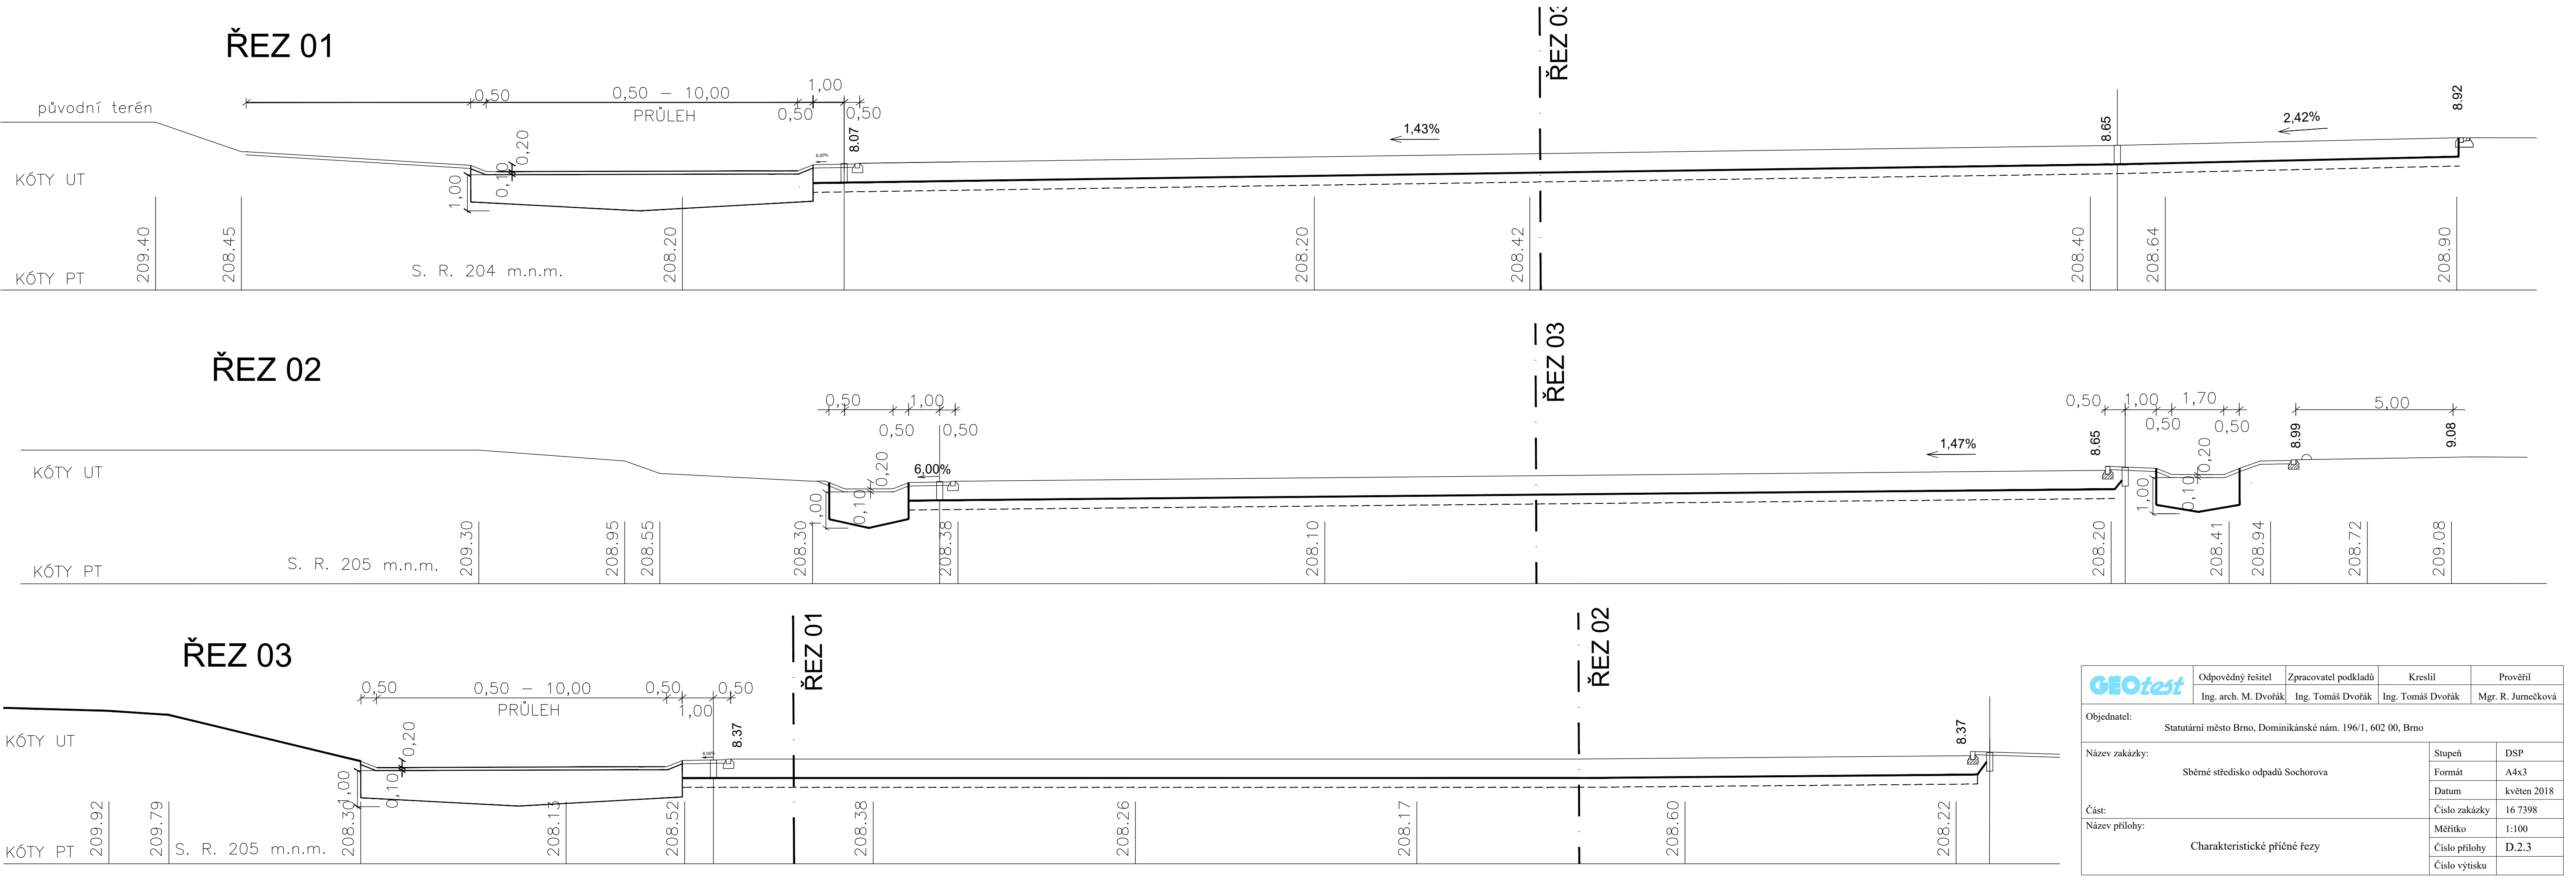 ŘEZ 01
ŘEZ 03
původní terén
0,50
0,50 – 10,00
PRŮLEH
0,50
1,00
0,50
8.07
6,00%
0,20
0,10
1,00
1,43%
8.65
2,42%
8.92
KÓTY UT
209.40
208.45
208.20
208.20
208.42
208.40
208.64
208.90
S. R. 204 m.n.m.
KÓTY PT
ŘEZ 02
ŘEZ 03
0,50
1,00
0,50
0,50
0,20
6,00%
1,00
0,10
1,47%
8.65
0,50
1,00
1,70
0,50
0,50
0,20
1,00
0,10
5,00
8.99
9.08
KÓTY UT
209.30
208.95
208.55
208.30
208.38
208.10
208.20
208.41
208.94
208.72
209.08
S. R. 205 m.n.m.
KÓTY PT
ŘEZ 03
ŘEZ 01
ŘEZ 02
0,50
0,50 – 10,00
PRŮLEH
0,50
1,00
0,50
8.37
6,00%
0,20
0,10
1,00
8.37
KÓTY UT
209.92
209.79
208.30
208.13
208.52
208.38
208.26
208.17
208.60
208.22
S. R. 205 m.n.m.
KÓTY PT
GEOtest
Odpovědný řešitel
Zpracovatel podkladů
Kreslil
Prověřil
Ing. arch. M. Dvořák
Ing. Tomáš Dvořák
Ing. Tomáš Dvořák
Mgr. R. Jurnečková
Objednatel:
Statutární město Brno, Dominikánské nám. 196/1, 602 00, Brno
Název zakázky:
Sběrné středisko odpadů Sochorova
Část:
Název přílohy:
Charakteristické příčné řezy
Stupeň DSP
Formát A4x3
Datum květen 2018
Číslo zakázky 16 7398
Měřítko 1:100
Číslo přílohy D.2.3
Číslo výtisku